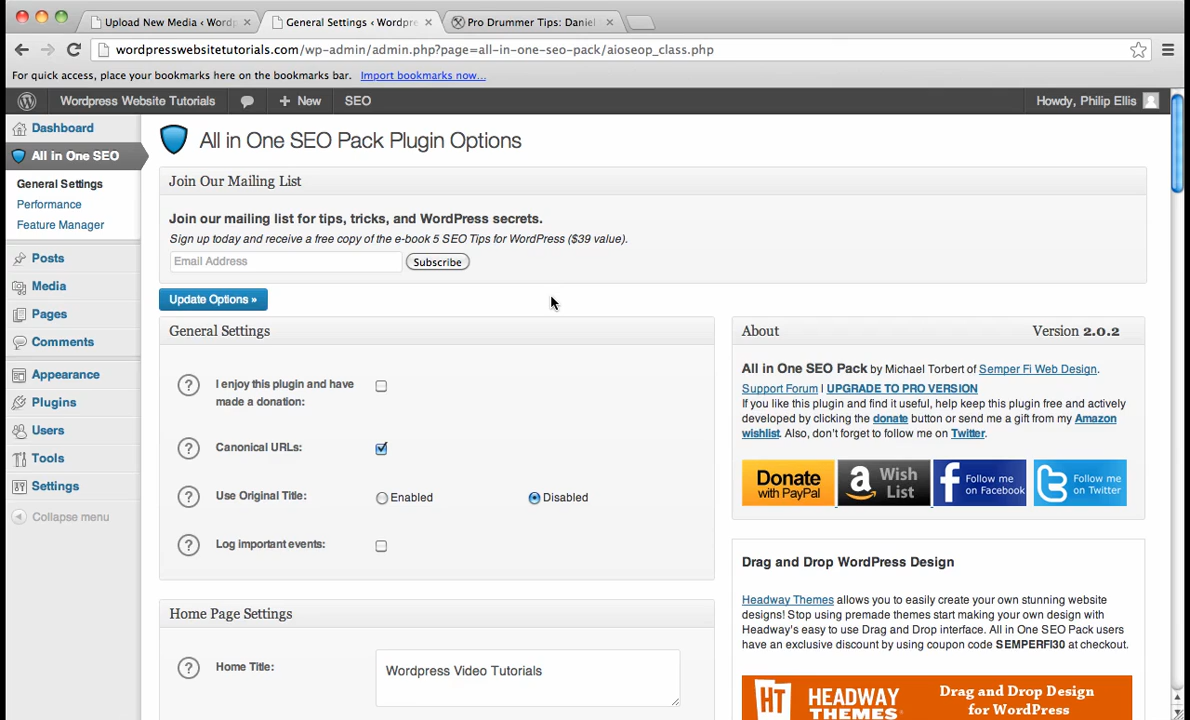 Upload New Media ‹ Wordp
General Settings ‹ Wordpre
Pro Drummer Tips: Daniel
wordpresswebsitetutorials.com/wp-admin/admin.php?page=all-in-one-seo-pack/aioseop_class.php
For quick access, place your bookmarks here on the bookmarks bar. Import bookmarks now...
Wordpress Website Tutorials
+ New
SEO
Howdy, Philip Ellis
Dashboard
All in One SEO
General Settings
Performance
Feature Manager
Posts
Media
Pages
Comments
Appearance
Plugins
Users
Tools
Settings
Collapse menu
All in One SEO Pack Plugin Options
Join Our Mailing List
Join our mailing list for tips, tricks, and WordPress secrets.
Sign up today and receive a free copy of the e-book 5 SEO Tips for WordPress ($39 value).
Email Address
Subscribe
Update Options »
General Settings
? I enjoy this plugin and have
made a donation:
? Canonical URLs:
? Use Original Title: Enabled Disabled
? Log important events:
Home Page Settings
? Home Title: Wordpress Video Tutorials
About Version 2.0.2
All in One SEO Pack by Michael Torbert of Semper Fi Web Design.
Support Forum | UPGRADE TO PRO VERSION
If you like this plugin and find it useful, help keep this plugin free and actively
developed by clicking the donate button or send me a gift from my Amazon
wishlist. Also, don't forget to follow me on Twitter.
Donate
with PayPal
a Wish
List
f Follow me
on Facebook
t Follow me
on Twitter
Drag and Drop WordPress Design
Headway Themes allows you to easily create your own stunning website
designs! Stop using premade themes start making your own design with
Headway's easy to use Drag and Drop interface. All in One SEO Pack users
have an exclusive discount by using coupon code SEMPERFI30 at checkout.
HT HEADWAY
THEMES
Drag and Drop Design
for WordPress